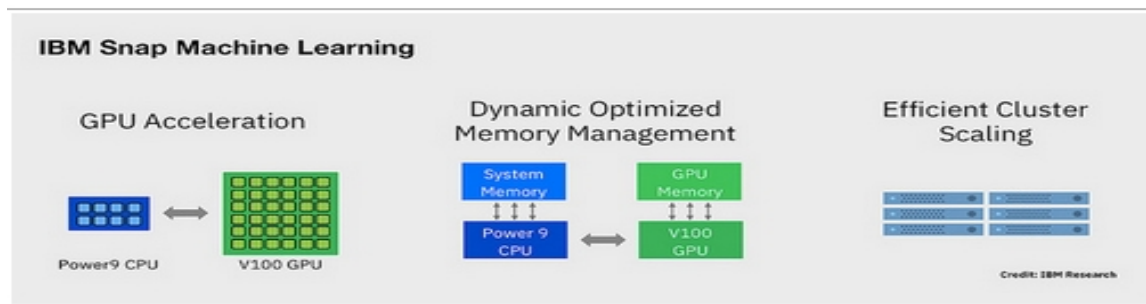 IBM Snap Machine Learning
GPU Acceleration
Power9 CPU
V100 GPU
Dynamic Optimized
Memory Management
System
Memory
GPU
Memory
Power 9
CPU
V100
GPU
Efficient Cluster
Scaling
Credit: IBM Research